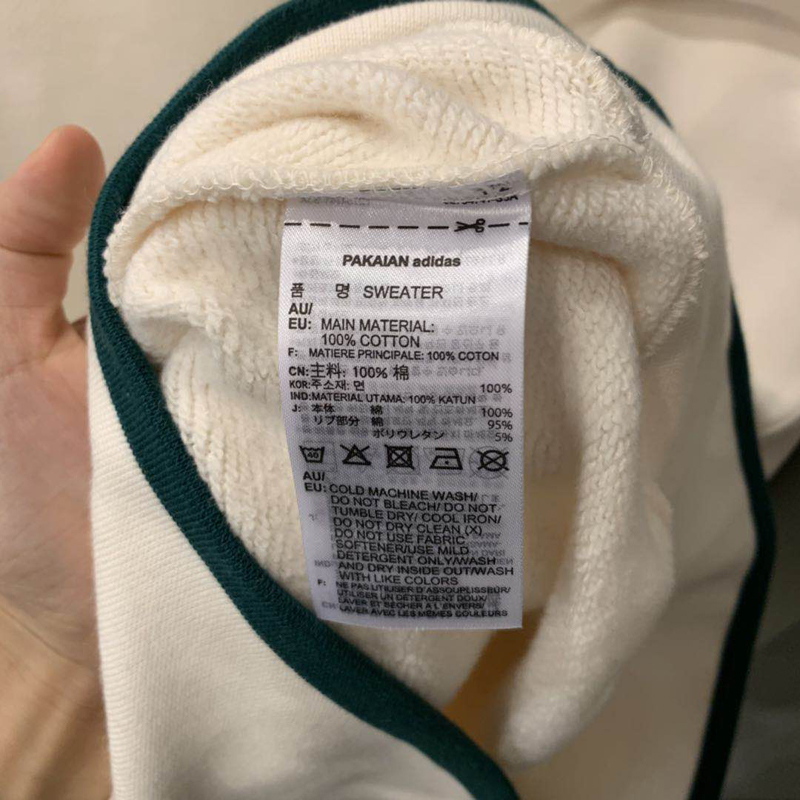 PAKAIAN adidas
품 명 SWEATER
AU/
EU: MAIN MATERIAL:
100% COTTON
F: MATIERE PRINCIPALE: 100% COTON
CN:主料: 100% 棉
KOR:주소재: 면 100%
IND:MATERIAL UTAMA: 100% KATUN
J: 本体 綿 100%
リブ部分 綿 95%
ポリウレタン 5%
40
AU/
EU: COLD MACHINE WASH/
DO NOT BLEACH/ DO NOT
TUMBLE DRY/ COOL IRON/
DO NOT DRY CLEAN (X)
DO NOT USE FABRIC
SOFTENER/USE MILD
DETERGENT ONLY/WASH
AND DRY INSIDE OUT/WASH
WITH LIKE COLORS
F: NE PAS UTILISER D'ASSOUPLISSEUR/
UTILISER UN DETERGENT DOUX/
LAVER ET SECHER A L'ENVERS/
LAVER AVEC LES MÊMES COULEURS